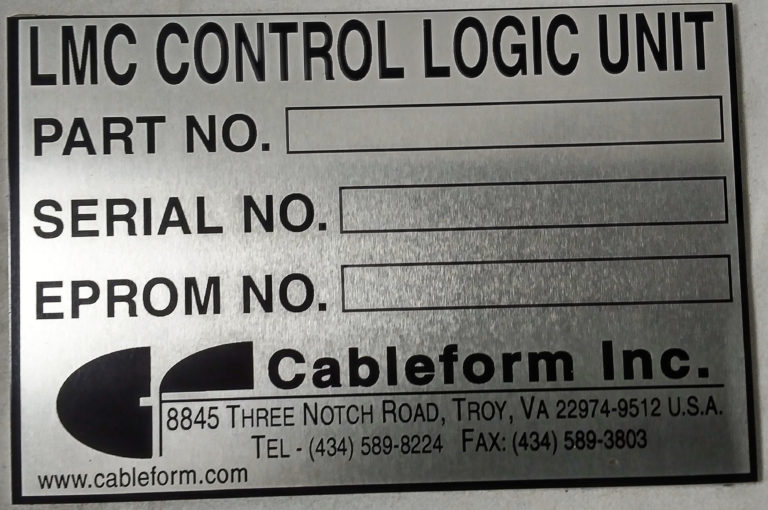 LMC CONTROL LOGIC UNIT
PART NO.
SERIAL NO.
EPROM NO.
Cableform Inc.
8845 THREE NOTCH ROAD, TROY, VA 22974-9512 U.S.A.
TEL - (434) 589-8224 FAX: (434) 589-3803
www.cableform.com